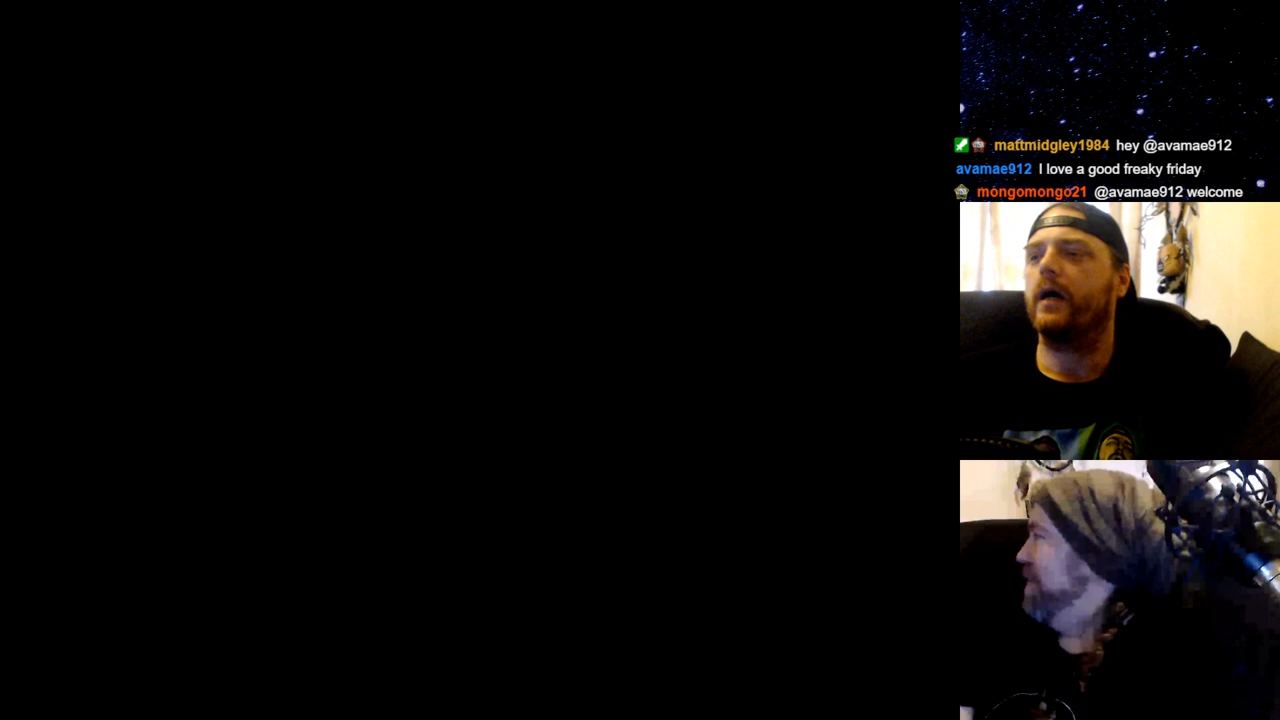 mattmidgley1984 hey @avamae912
avamae912 I love a good freaky friday
mongomongo21 @avamae912 welcome